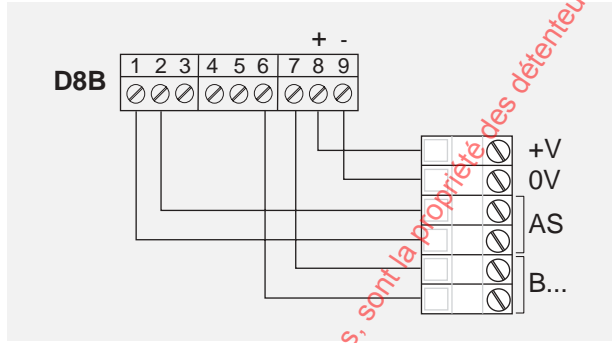 + -
D8B 1 2 3 4 5 6 7 8 9
+V
0V
AS
B...
s, sont la propriété des détenteu